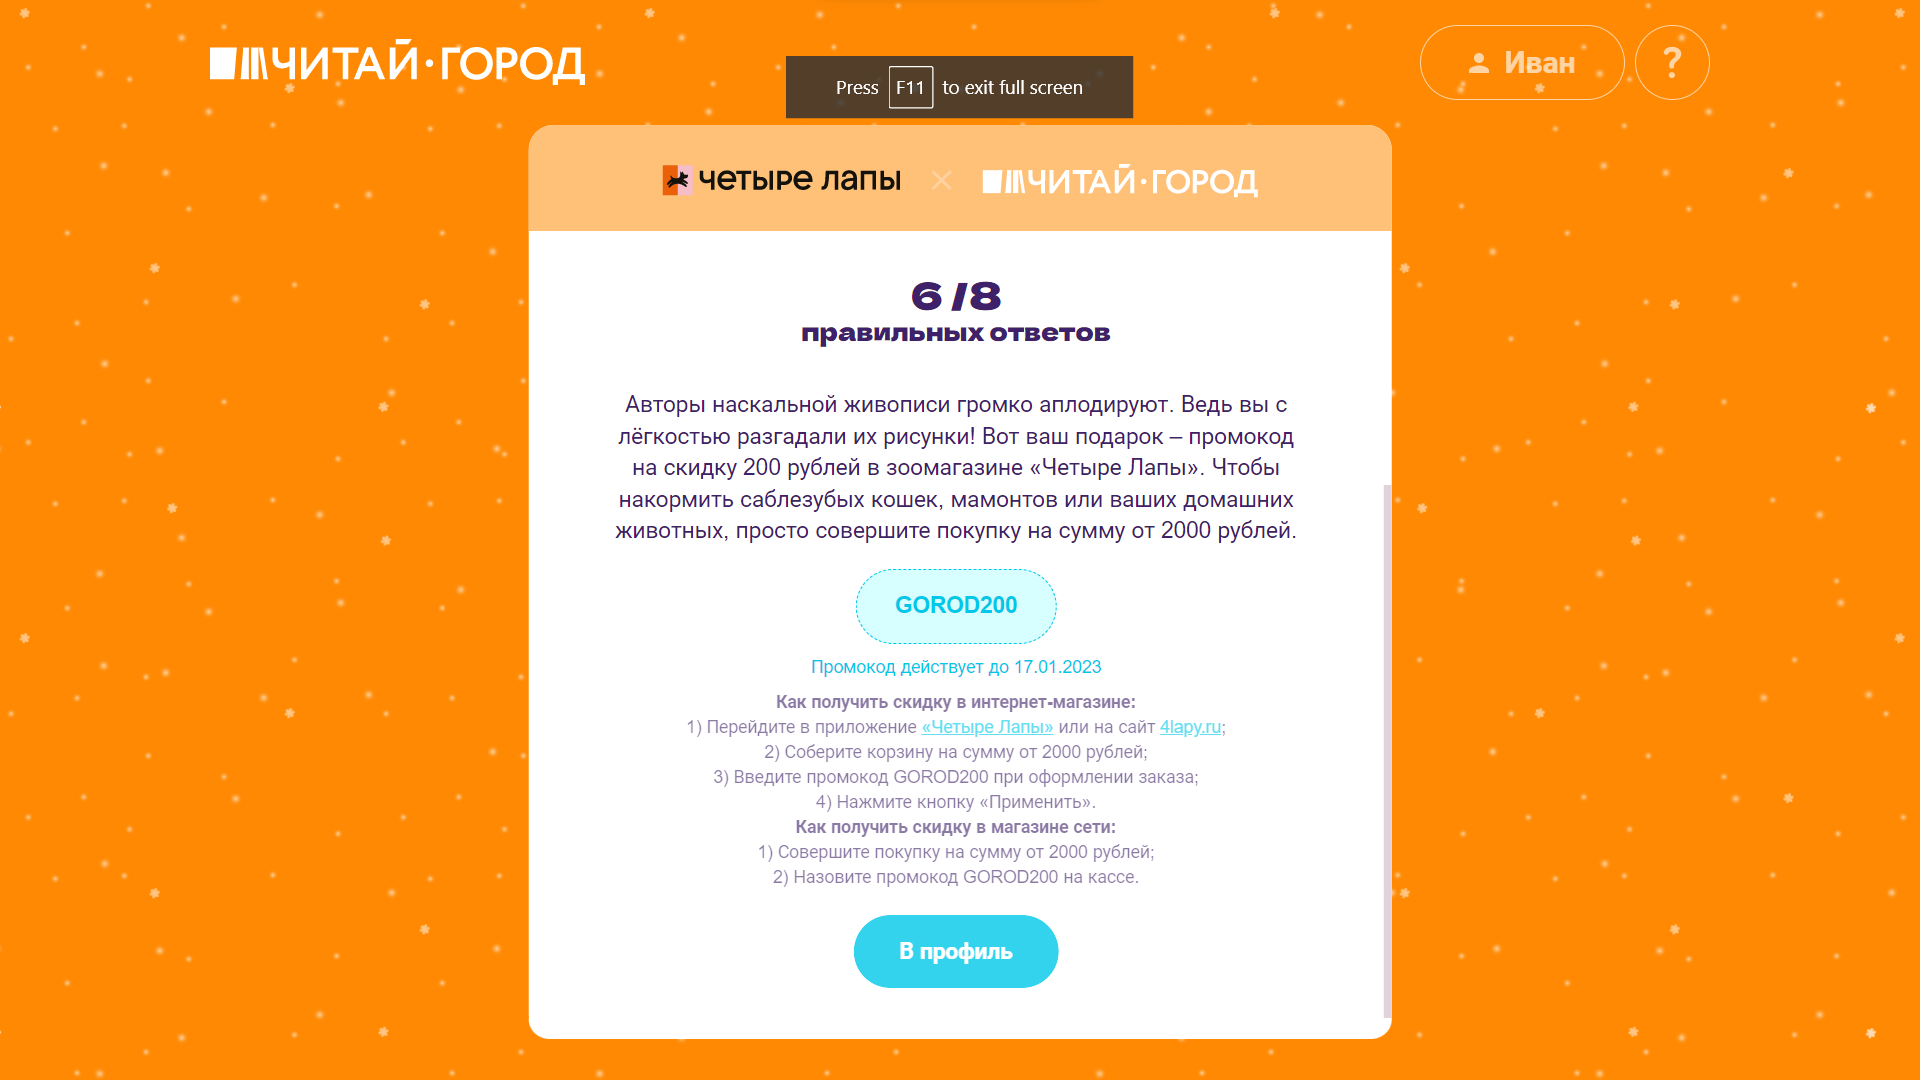 ЧИТАЙ·ГОРОД
Иван
?
Press F11 to exit full screen
четыре лапы × ЧИТАЙ·ГОРОД
6 /8
правильных ответов
Авторы наскальной живописи громко аплодируют. Ведь вы с
лёгкостью разгадали их рисунки! Вот ваш подарок – промокод
на скидку 200 рублей в зоомагазине «Четыре Лапы». Чтобы
накормить саблезубых кошек, мамонтов или ваших домашних
животных, просто совершите покупку на сумму от 2000 рублей.
GOROD200
Промокод действует до 17.01.2023
Как получить скидку в интернет-магазине:
1) Перейдите в приложение «Четыре Лапы» или на сайт 4lapy.ru;
2) Соберите корзину на сумму от 2000 рублей;
3) Введите промокод GOROD200 при оформлении заказа;
4) Нажмите кнопку «Применить».
Как получить скидку в магазине сети:
1) Совершите покупку на сумму от 2000 рублей;
2) Назовите промокод GOROD200 на кассе.
В профиль